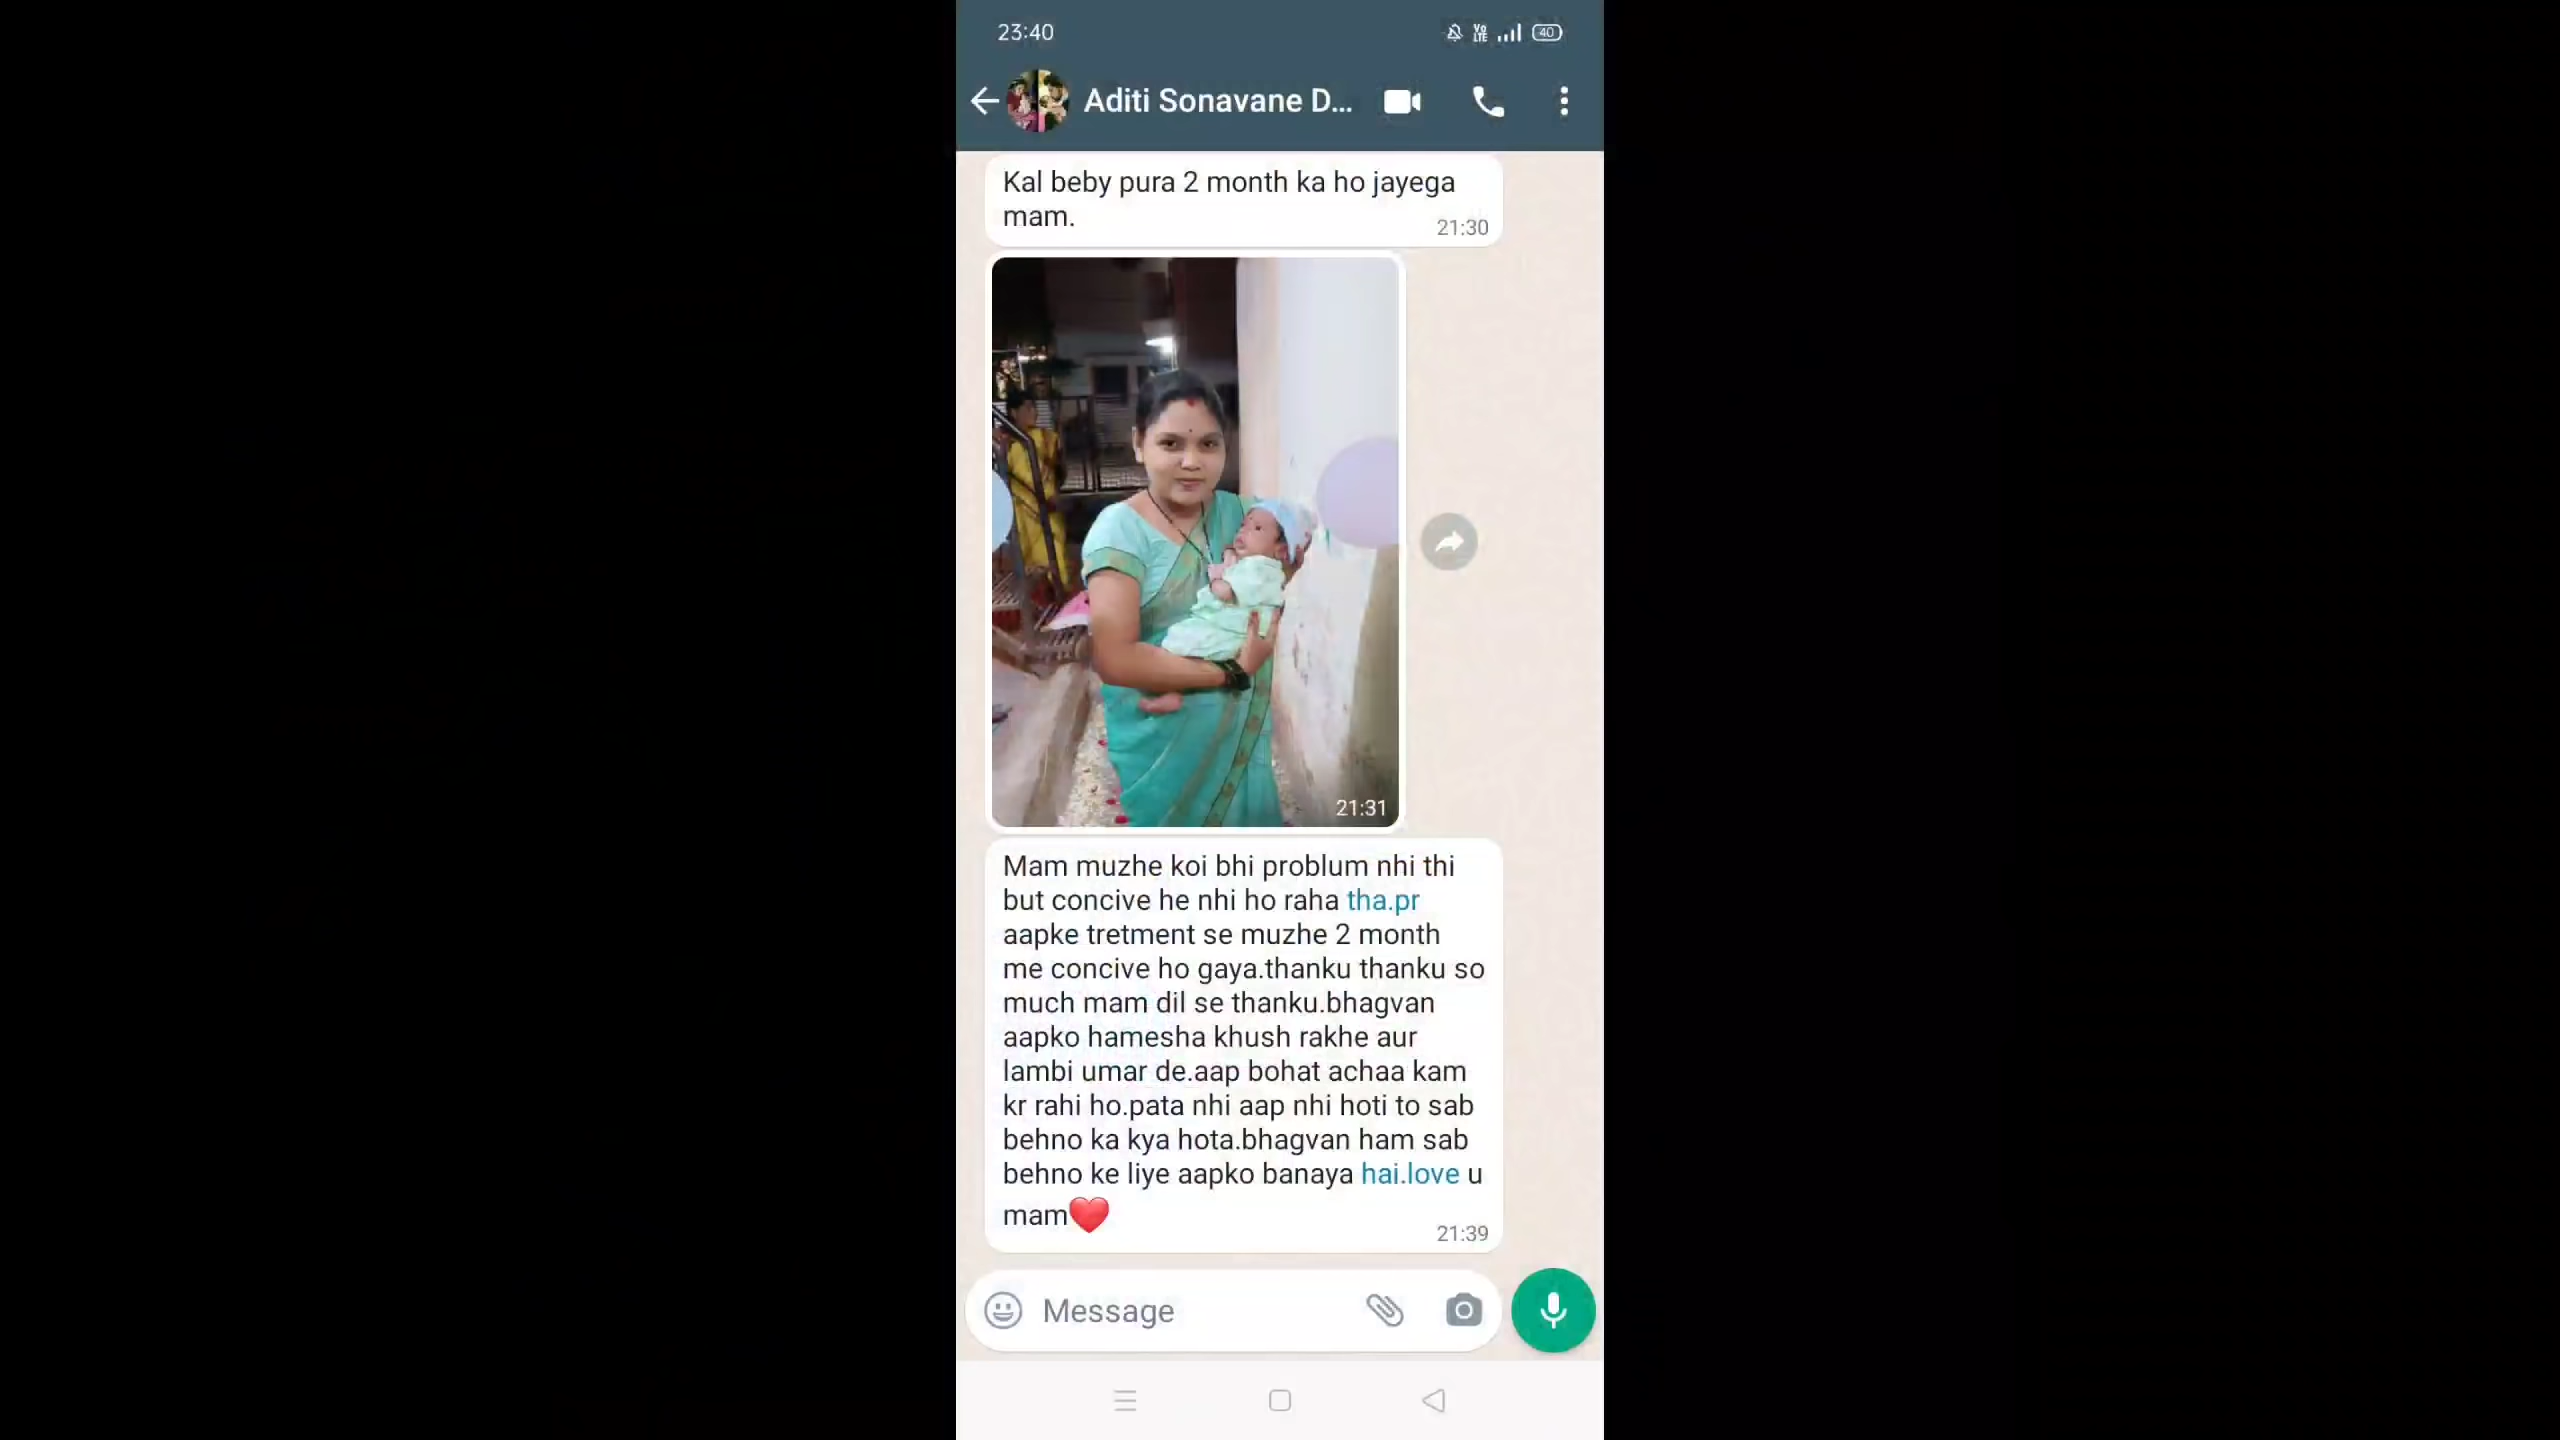 23:40
Vo LTE
40
Aditi Sonavane D...
Kal beby pura 2 month ka ho jayega
mam.
21:30
21:31
Mam muzhe koi bhi problum nhi thi
but concive he nhi ho raha tha.pr
aapke tretment se muzhe 2 month
me concive ho gaya.thanku thanku so
much mam dil se thanku.bhagvan
aapko hamesha khush rakhe aur
lambi umar de.aap bohat achaa kam
kr rahi ho.pata nhi aap nhi hoti to sab
behno ka kya hota.bhagvan ham sab
behno ke liye aapko banaya hai.love u
mam❤️
21:39
Message